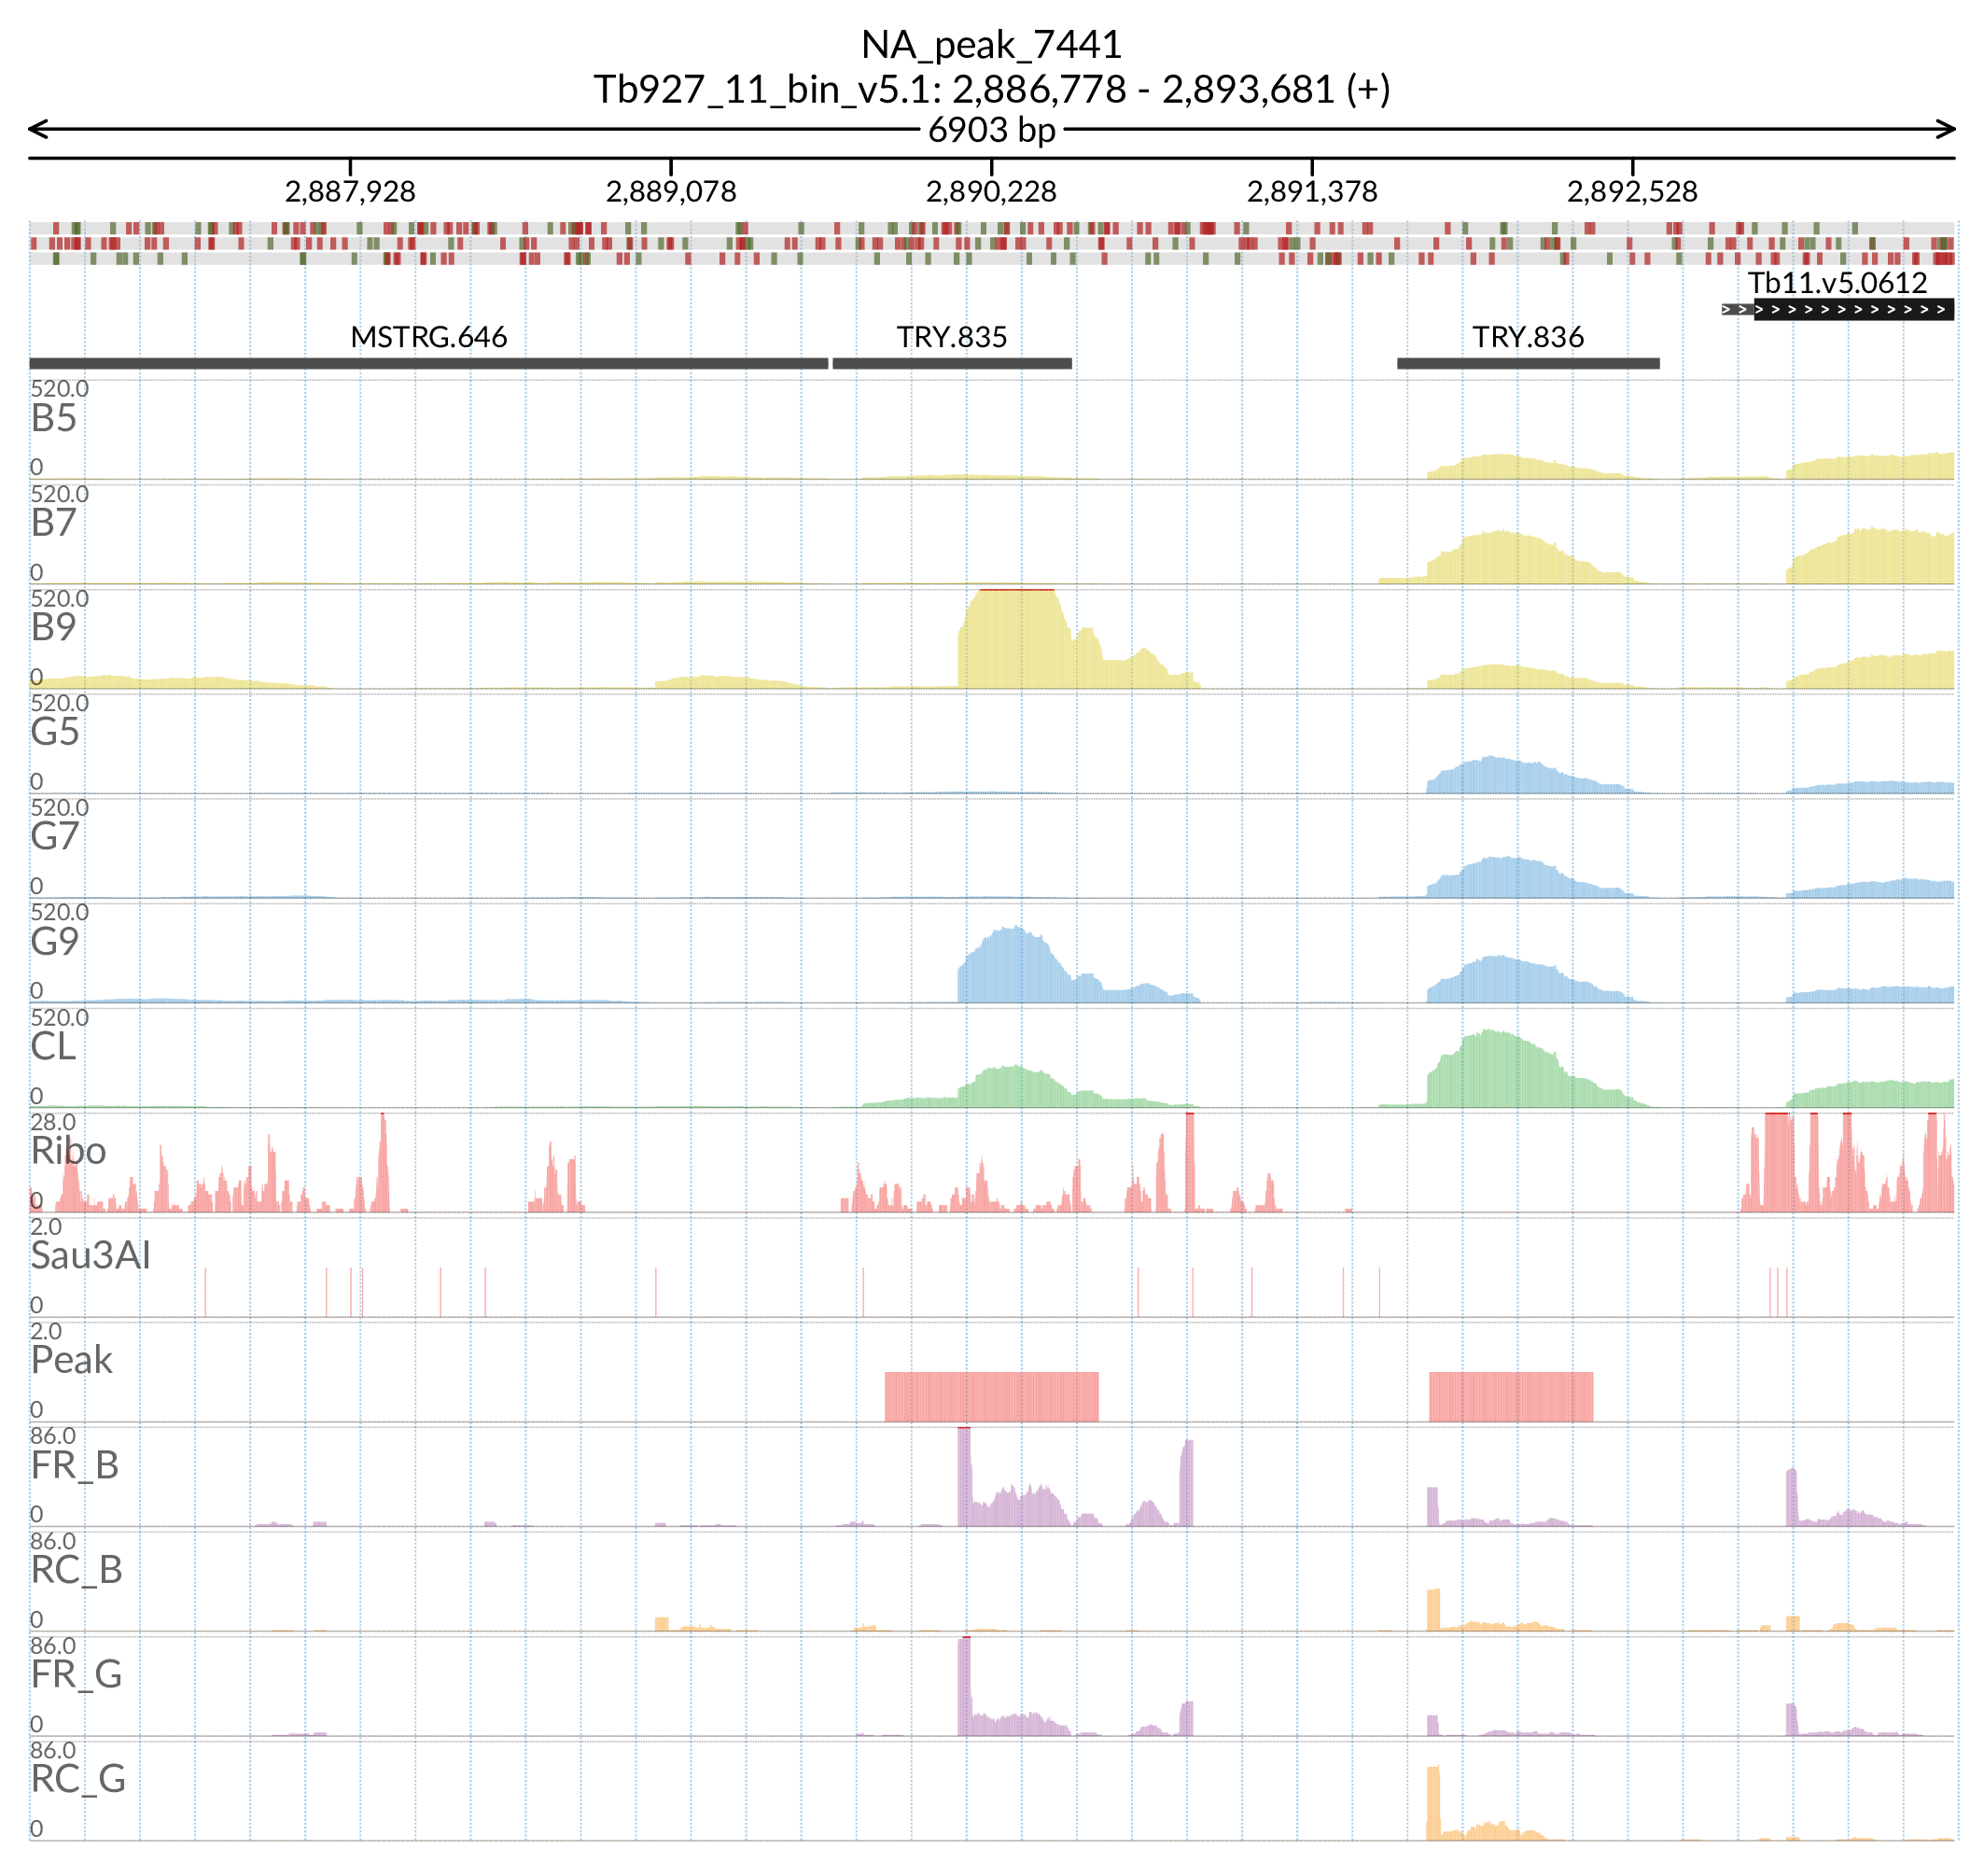 NA_peak_7441
Tb927_11_bin_v5.1: 2,886,778 - 2,893,681 (+)
6903 bp
2,887,928 2,889,078 2,890,228 2,891,378 2,892,528
Tb11.v5.0612
MSTRG.646 TRY.835 TRY.836
520.0
B5
0
520.0
B7
0
520.0
B9
0
520.0
G5
0
520.0
G7
0
520.0
G9
0
520.0
CL
0
28.0
Ribo
0
2.0
Sau3AI
0
2.0
Peak
0
86.0
FR_B
0
86.0
RC_B
0
86.0
FR_G
0
86.0
RC_G
0